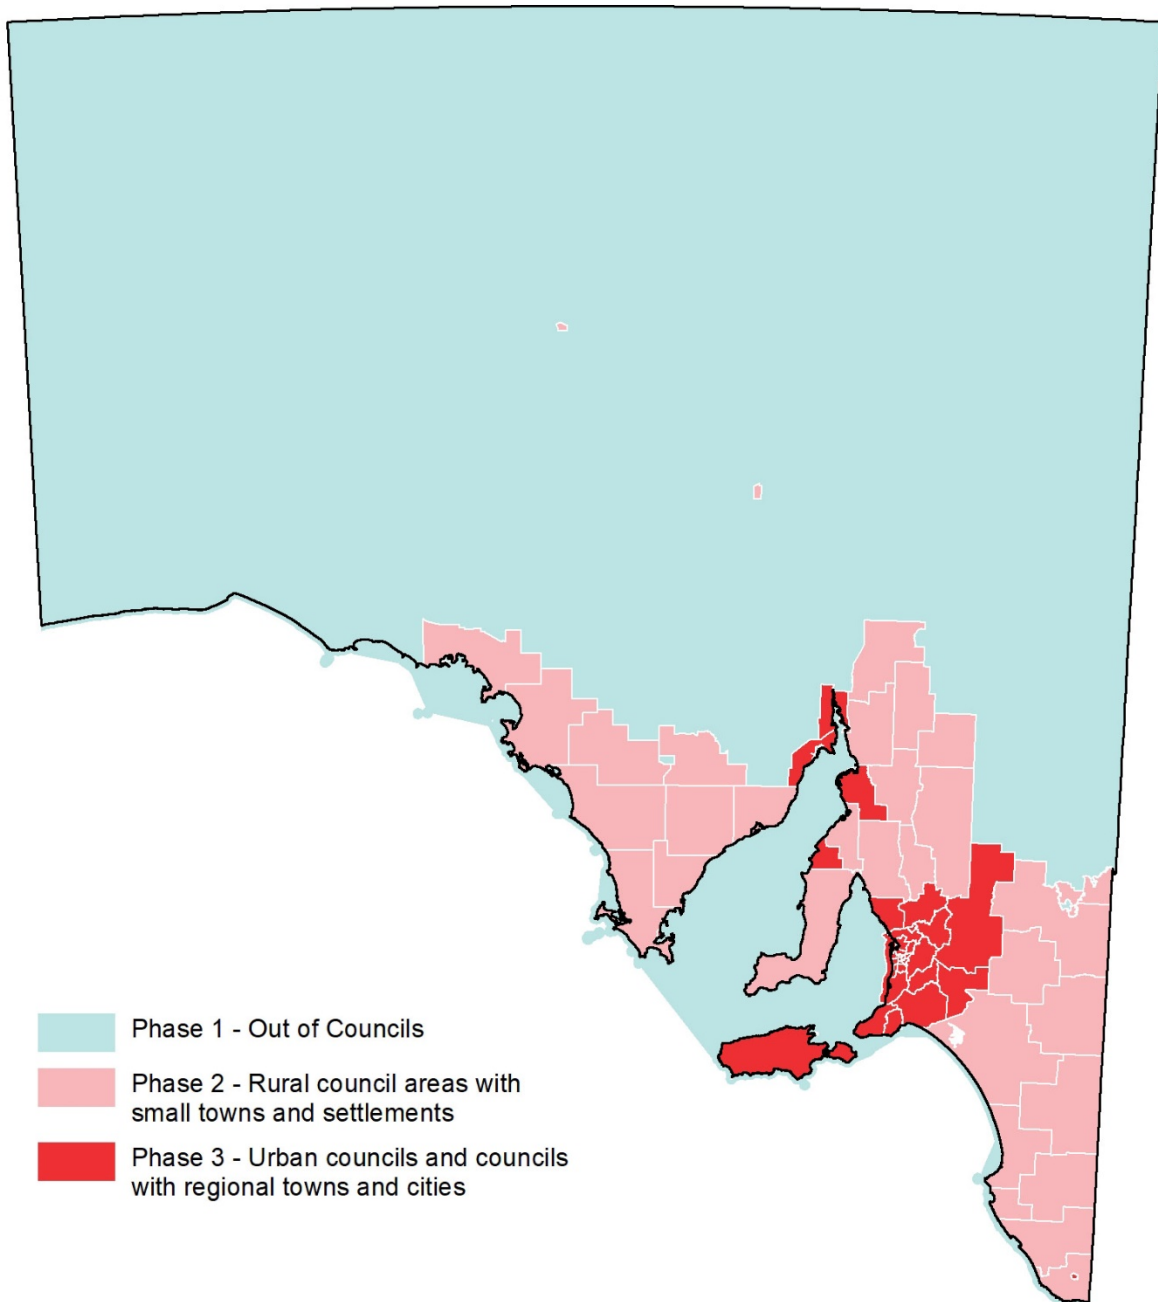 Phase 1 - Out of Councils
Phase 2 - Rural council areas with
small towns and settlements
Phase 3 - Urban councils and councils
with regional towns and cities